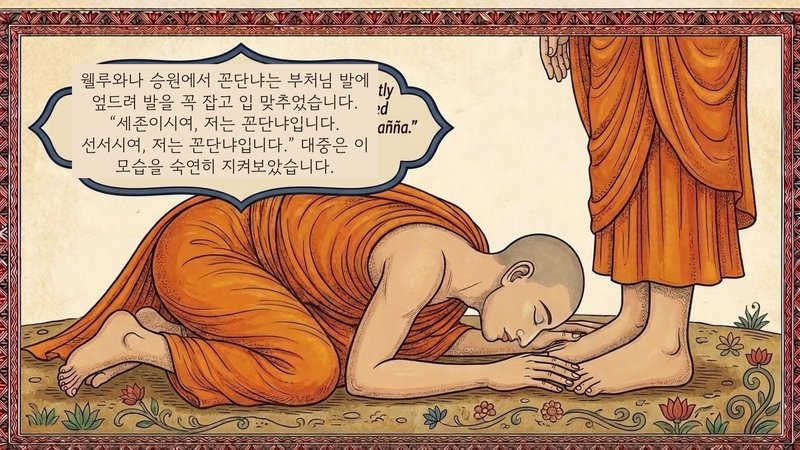 웰루와나 승원에서 꼰단냐는 부처님 발에
엎드려 발을 꼭 잡고 입 맞추었습니다.
“세존이시여, 저는 꼰단냐입니다.
선서시여, 저는 꼰단냐입니다.” 대중은 이
모습을 숙연히 지켜보았습니다.